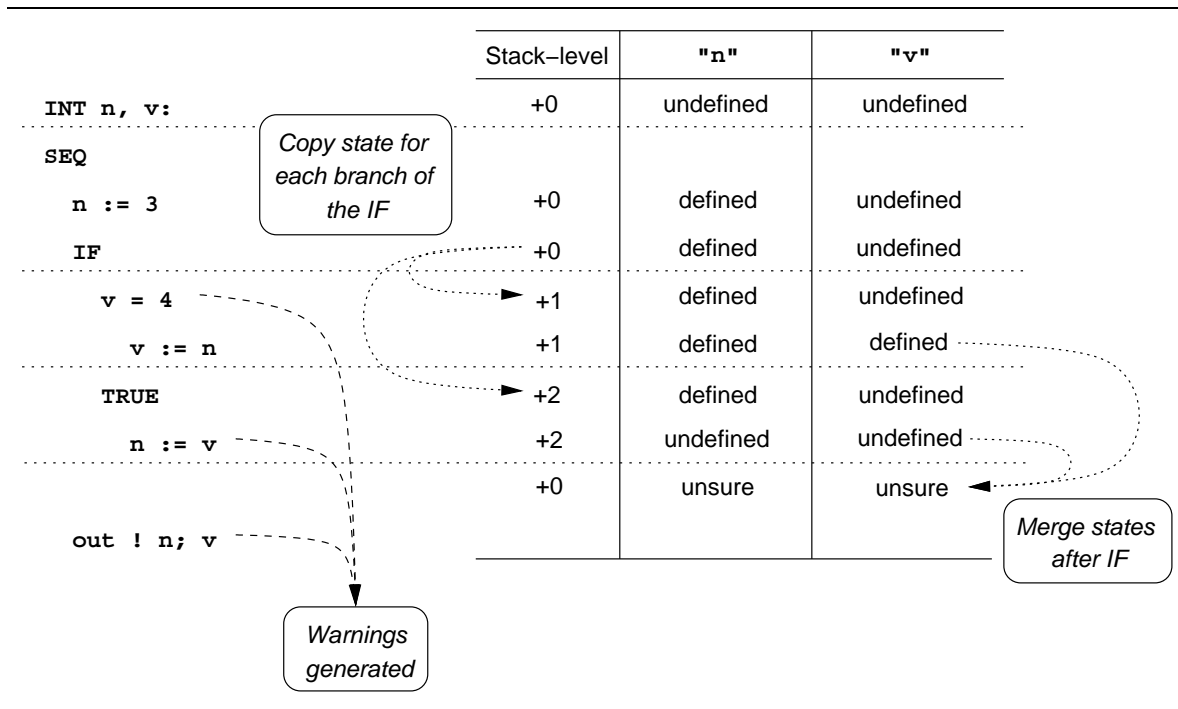 Stack−level "n" "v"
INT n, v: +0 undefined undefined
Copy state for
each branch of
the IF
SEQ
n := 3 +0 defined undefined
IF +0 defined undefined
v = 4 +1 defined undefined
v := n +1 defined defined
TRUE +2 defined undefined
n := v +2 undefined undefined
+0 unsure unsure
out ! n; v
Merge states
after IF
Warnings
generated